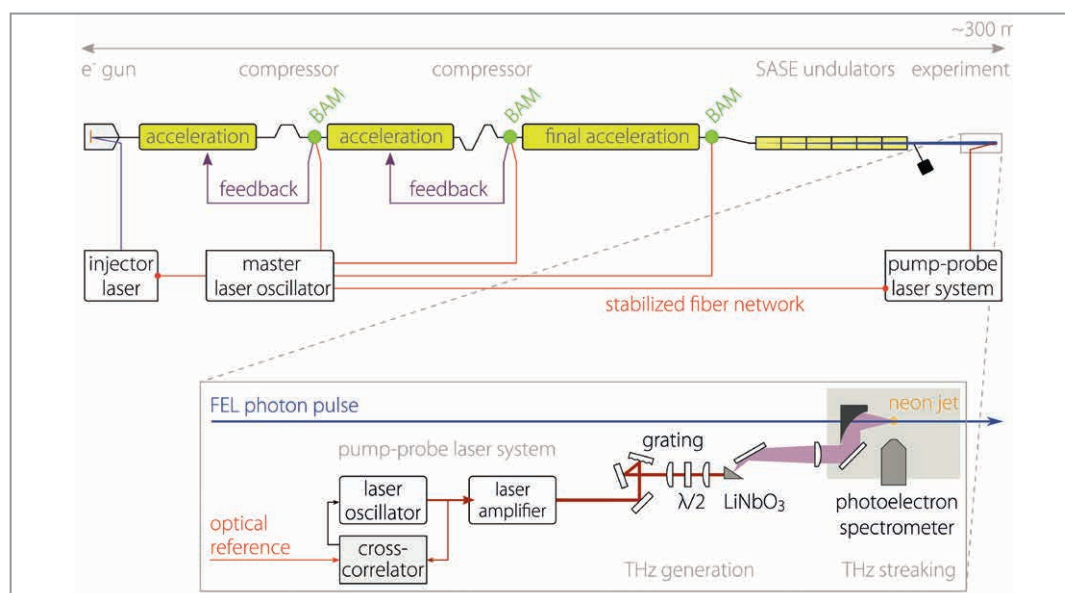 ~300 m
e⁻ gun
compressor
compressor
SASE undulators
experiment
BAM
BAM
BAM
acceleration
acceleration
final acceleration
feedback
feedback
injector
laser
master
laser oscillator
pump-probe
laser system
stabilized fiber network
FEL photon pulse
neon jet
pump-probe laser system
grating
laser
oscillator
laser
amplifier
λ/2
LiNbO₃
photoelectron
spectrometer
optical
reference
cross-
correlator
THz generation
THz streaking